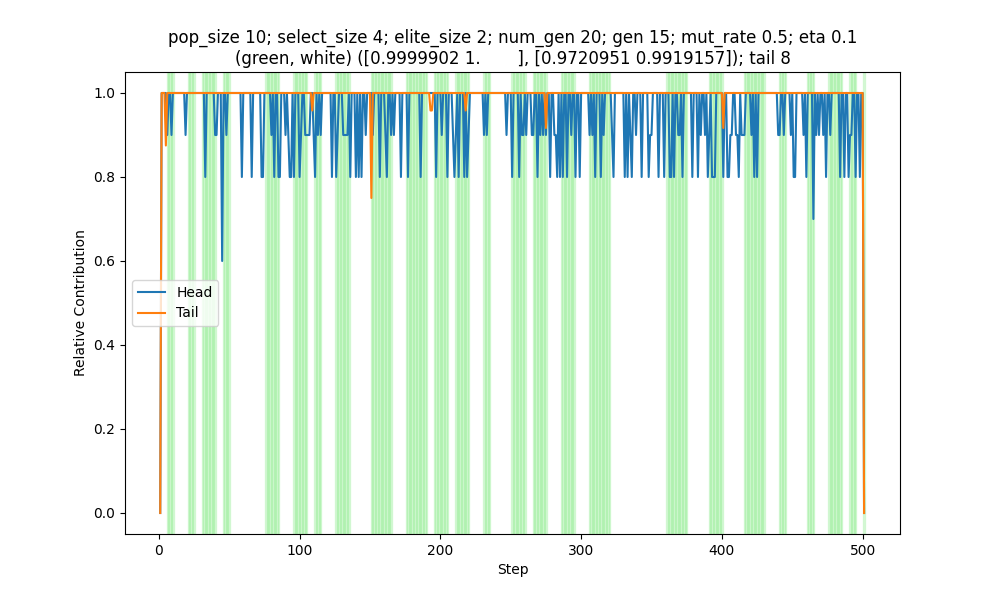 pop_size 10; select_size 4; elite_size 2; num_gen 20; gen 15; mut_rate 0.5; eta 0.1
(green, white) ([0.9999902 1.        ], [0.9720951 0.9919157]); tail 8
1.0
0.8
0.6
0.4
0.2
0.0
Relative Contribution
Head
Tail
0 100 200 300 400 500
Step